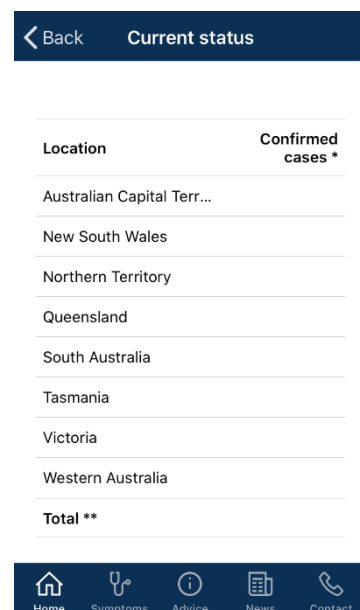 Back Current status
Location Confirmed cases *
Australian Capital Terr...
New South Wales
Northern Territory
Queensland
South Australia
Tasmania
Victoria
Western Australia
Total **
Home Symptoms Advice News Contact